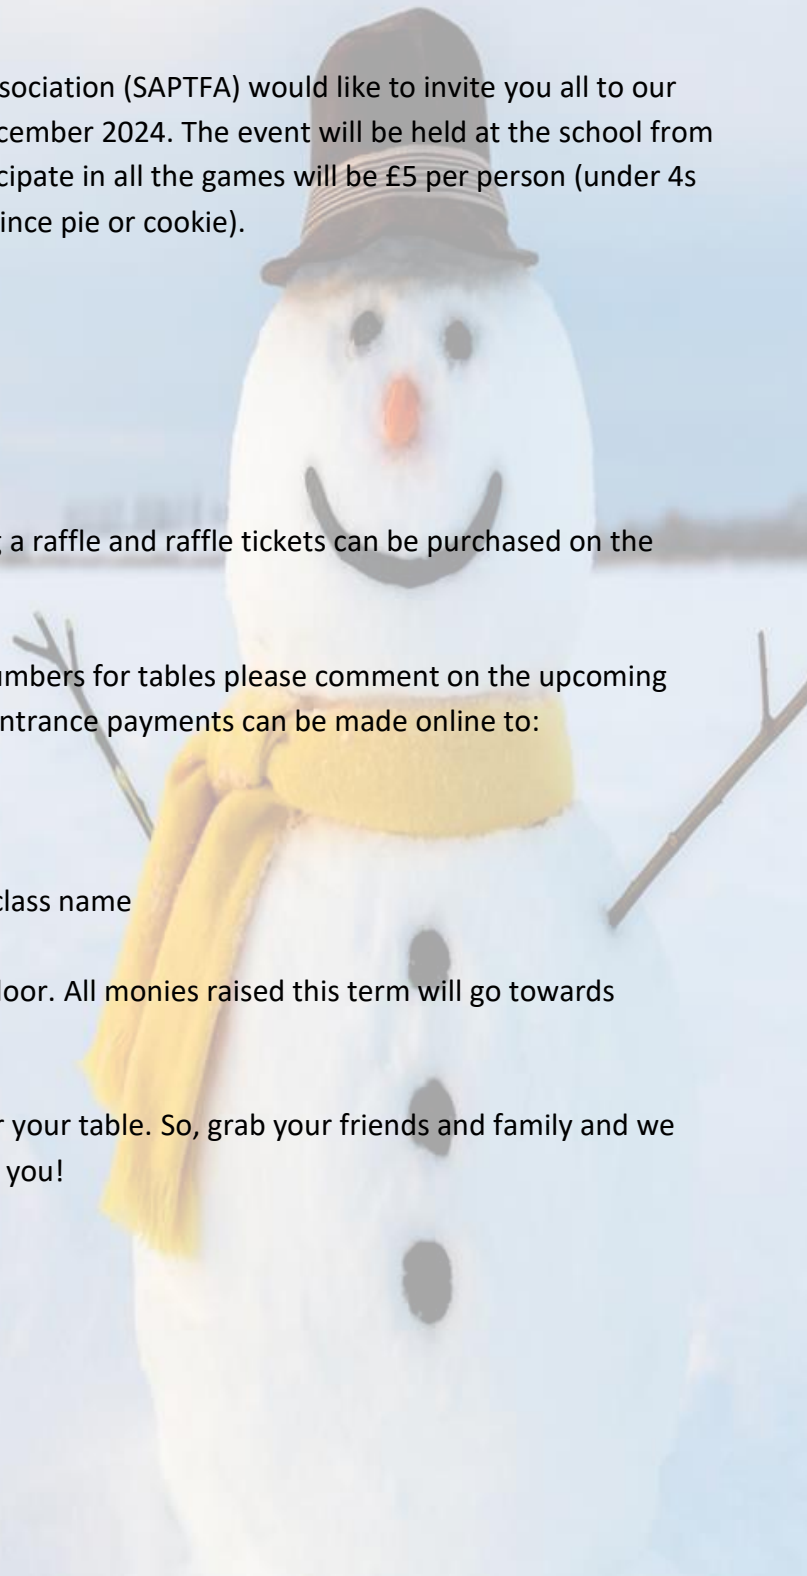 sociation (SAPTFA) would like to invite you all to our
cember 2024. The event will be held at the school from
cipate in all the games will be £5 per person (under 4s
ince pie or cookie).
g a raffle and raffle tickets can be purchased on the
umbers for tables please comment on the upcoming
ntrance payments can be made online to:
class name
loor. All monies raised this term will go towards
r your table. So, grab your friends and family and we
you!